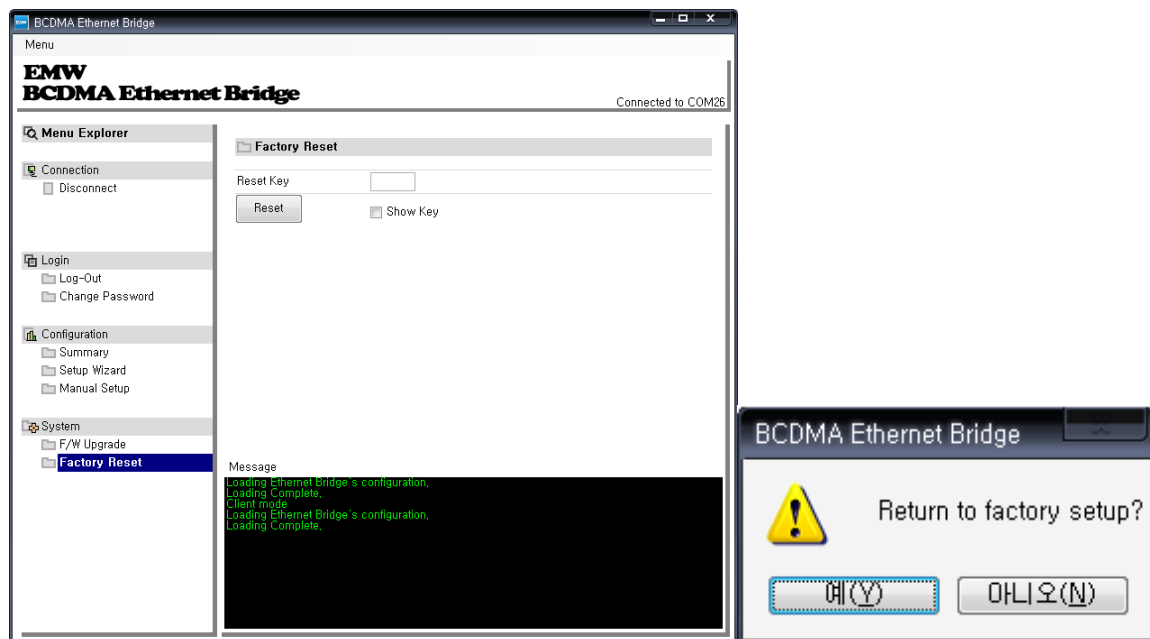 BCDMA Ethernet Bridge
Menu
EMW
BCDMA Ethernet Bridge
Connected to COM26
Menu Explorer
Connection
Disconnect
Login
Log-Out
Change Password
Configuration
Summary
Setup Wizard
Manual Setup
System
F/W Upgrade
Factory Reset
Factory Reset
Reset Key
Reset
Show Key
Message
Loading Ethernet Bridge's configuration,
Loading Complete,
Client mode
Loading Ethernet Bridge's configuration,
Loading Complete,
BCDMA Ethernet Bridge
Return to factory setup?
예(Y)
아니오(N)